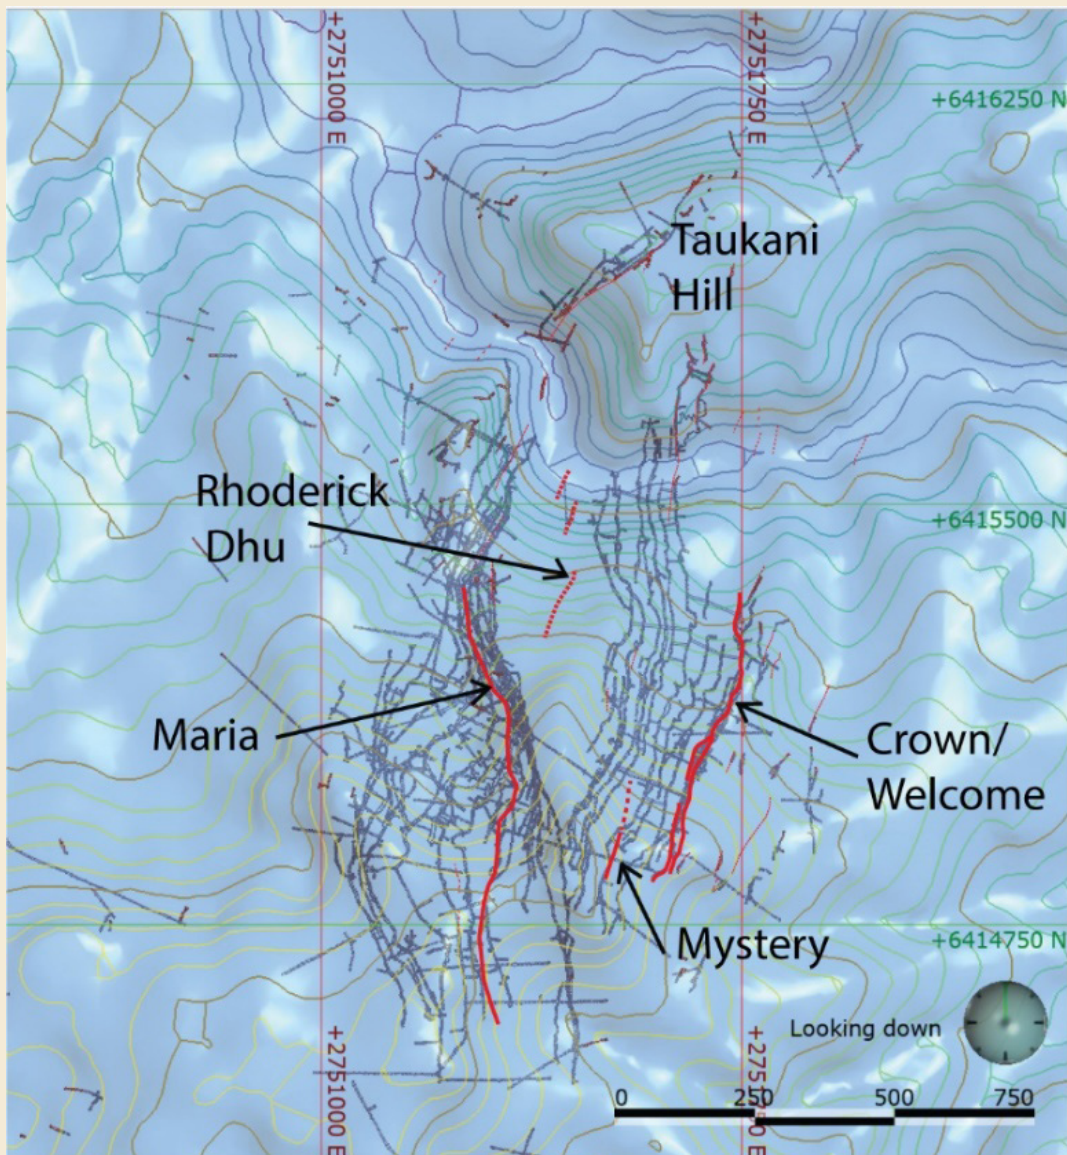 +2751000 E
+2751750 E
+6416250 N
Taukani
Hill
Rhoderick
Dhu
+6415500 N
Maria
Crown/
Welcome
Mystery
+6414750 N
Looking down
+2751000 E
0 250 500 750